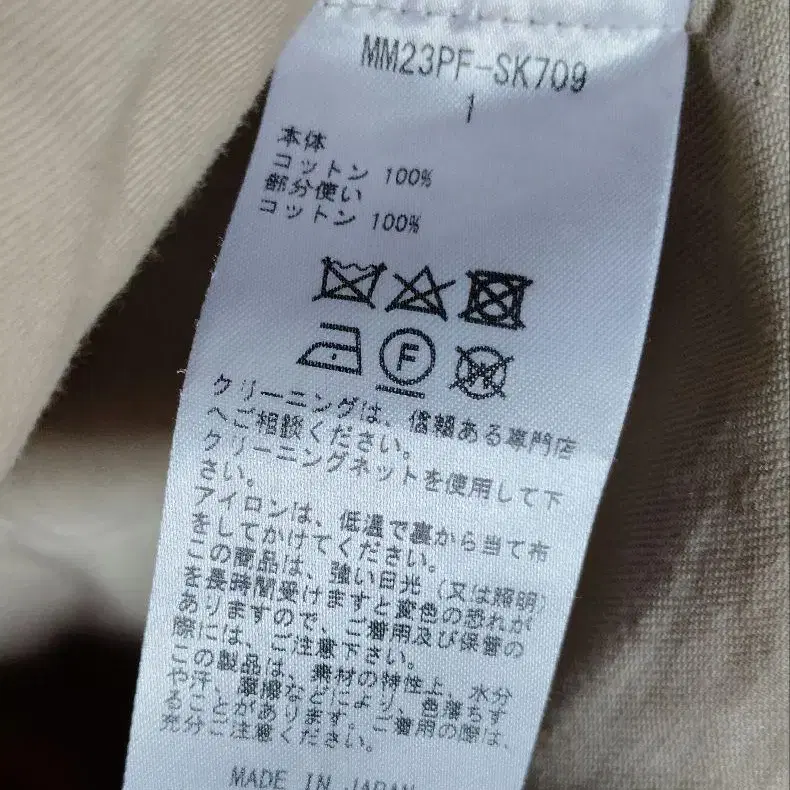 MM23PF-SK709
1
本体
コットン 100%
部分使い
コットン 100%
F
W
クリーニングは、信頼ある専門店
へご相談ください。
クリーニングネットを使用して下
さい。
アイロンは、低温で裏から当て布
をしてかけてください。
この商品は、強い日光（又は照明）
を長時間受けますと変色の恐れが
ありますので、ご着用及び保管の
際には、ご注意下さい。
この製品は、素材の特性上、水分
や汗、摩擦などにより、色落ちす
ることがあります。ご着用の際は、
充分ご注意ください。
MADE IN JAPAN